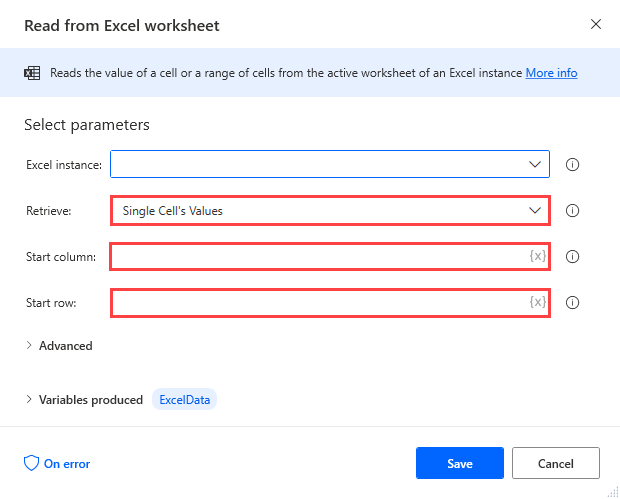 Read from Excel worksheet
Reads the value of a cell or a range of cells from the active worksheet of an Excel instance More info
Select parameters
Excel instance:
Retrieve: Single Cell's Values
Start column: {x}
Start row: {x}
Advanced
Variables produced ExcelData
On error Save Cancel